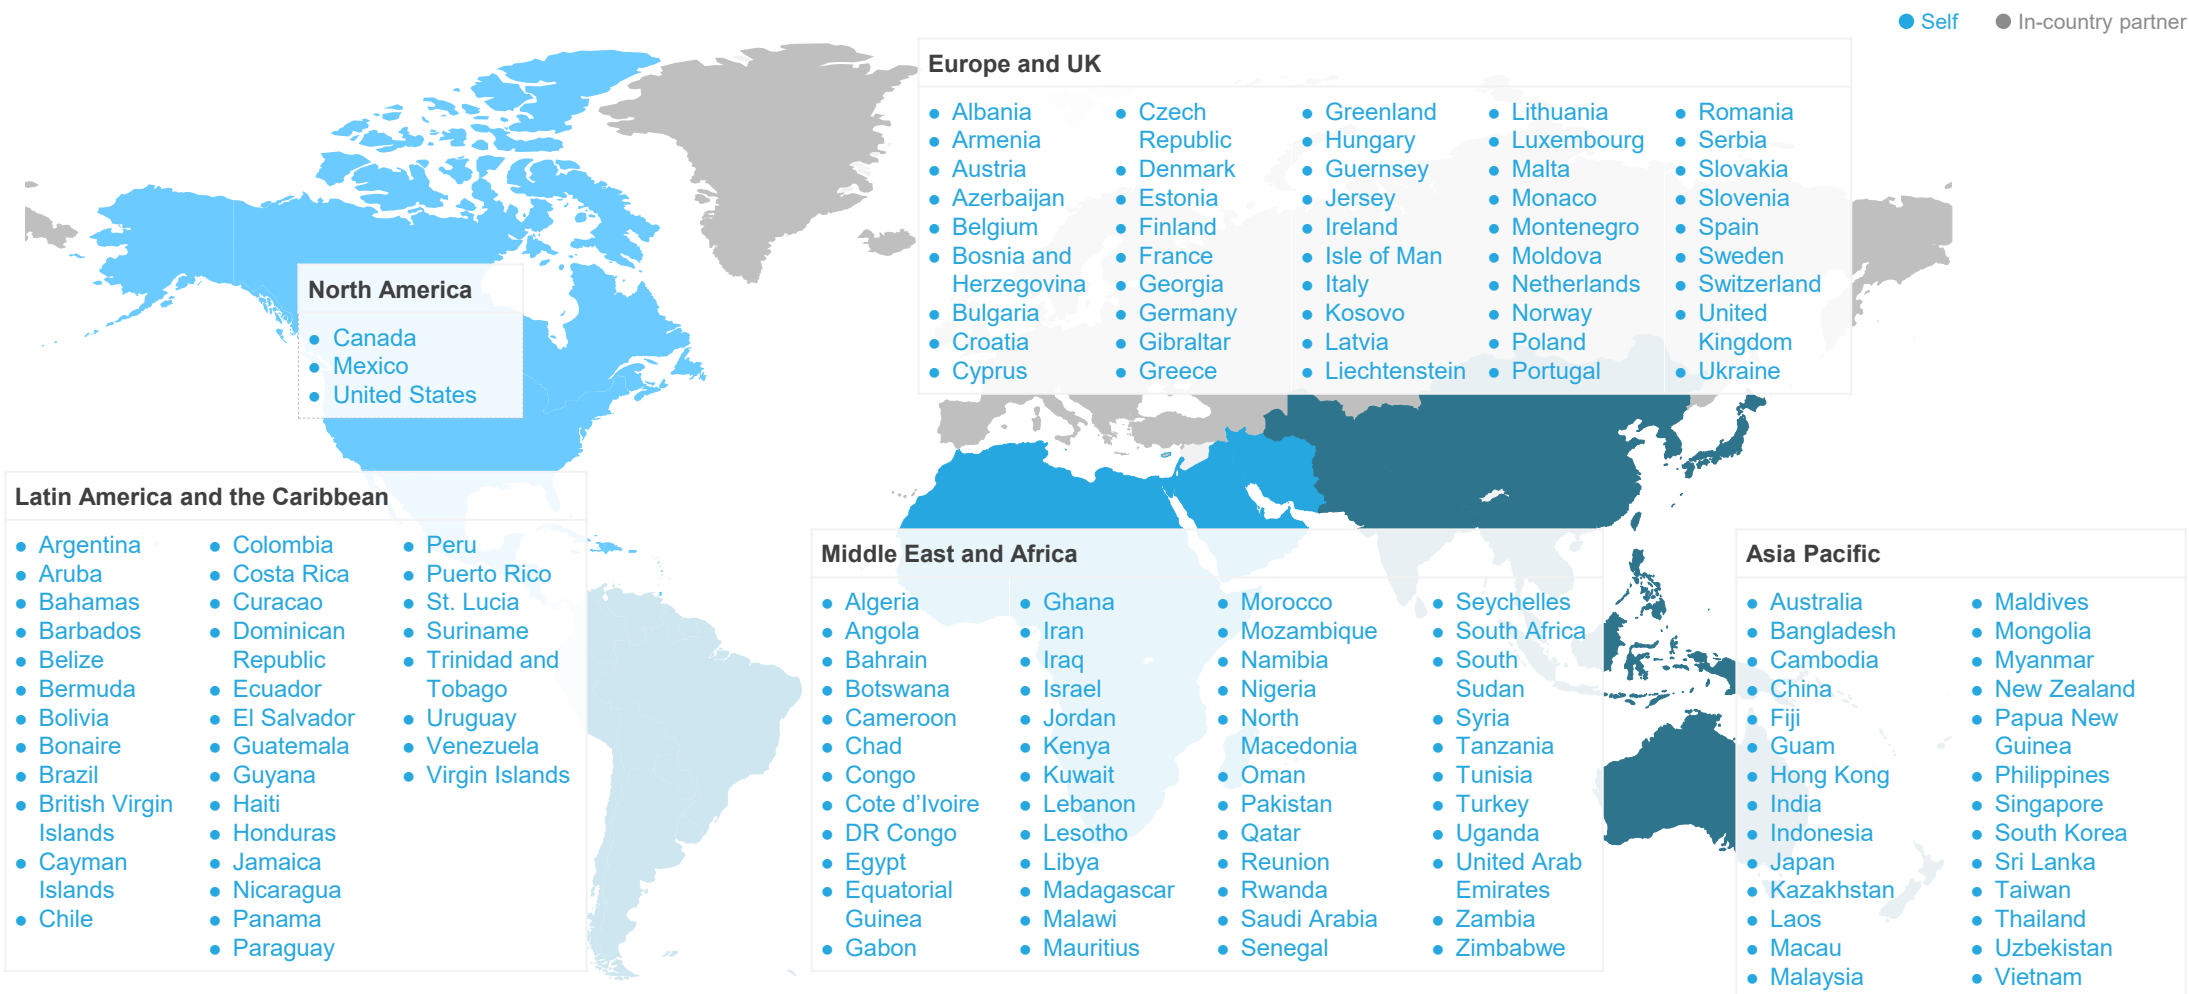 Self
In-country partner
Europe and UK
Albania
Armenia
Austria
Azerbaijan
Belgium
Bosnia and
Herzegovina
Bulgaria
Croatia
Cyprus
Czech
Republic
Denmark
Estonia
Finland
France
Georgia
Germany
Gibraltar
Greece
Greenland
Hungary
Guernsey
Jersey
Ireland
Isle of Man
Italy
Kosovo
Latvia
Liechtenstein
Lithuania
Luxembourg
Malta
Monaco
Montenegro
Moldova
Netherlands
Norway
Poland
Portugal
Romania
Serbia
Slovakia
Slovenia
Spain
Sweden
Switzerland
United
Kingdom
Ukraine
North America
Canada
Mexico
United States
Latin America and the Caribbean
Argentina
Aruba
Bahamas
Barbados
Belize
Bermuda
Bolivia
Bonaire
Brazil
British Virgin
Islands
Cayman
Islands
Chile
Colombia
Costa Rica
Curacao
Dominican
Republic
Ecuador
El Salvador
Guatemala
Guyana
Haiti
Honduras
Jamaica
Nicaragua
Panama
Paraguay
Peru
Puerto Rico
St. Lucia
Suriname
Trinidad and
Tobago
Uruguay
Venezuela
Virgin Islands
Middle East and Africa
Algeria
Angola
Bahrain
Botswana
Cameroon
Chad
Congo
Cote d’Ivoire
DR Congo
Egypt
Equatorial
Guinea
Gabon
Ghana
Iran
Iraq
Israel
Jordan
Kenya
Kuwait
Lebanon
Lesotho
Libya
Madagascar
Malawi
Mauritius
Morocco
Mozambique
Namibia
Nigeria
North
Macedonia
Oman
Pakistan
Qatar
Reunion
Rwanda
Saudi Arabia
Senegal
Seychelles
South Africa
South
Sudan
Syria
Tanzania
Tunisia
Turkey
Uganda
United Arab
Emirates
Zambia
Zimbabwe
Asia Pacific
Australia
Bangladesh
Cambodia
China
Fiji
Guam
Hong Kong
India
Indonesia
Japan
Kazakhstan
Laos
Macau
Malaysia
Maldives
Mongolia
Myanmar
New Zealand
Papua New
Guinea
Philippines
Singapore
South Korea
Sri Lanka
Taiwan
Thailand
Uzbekistan
Vietnam